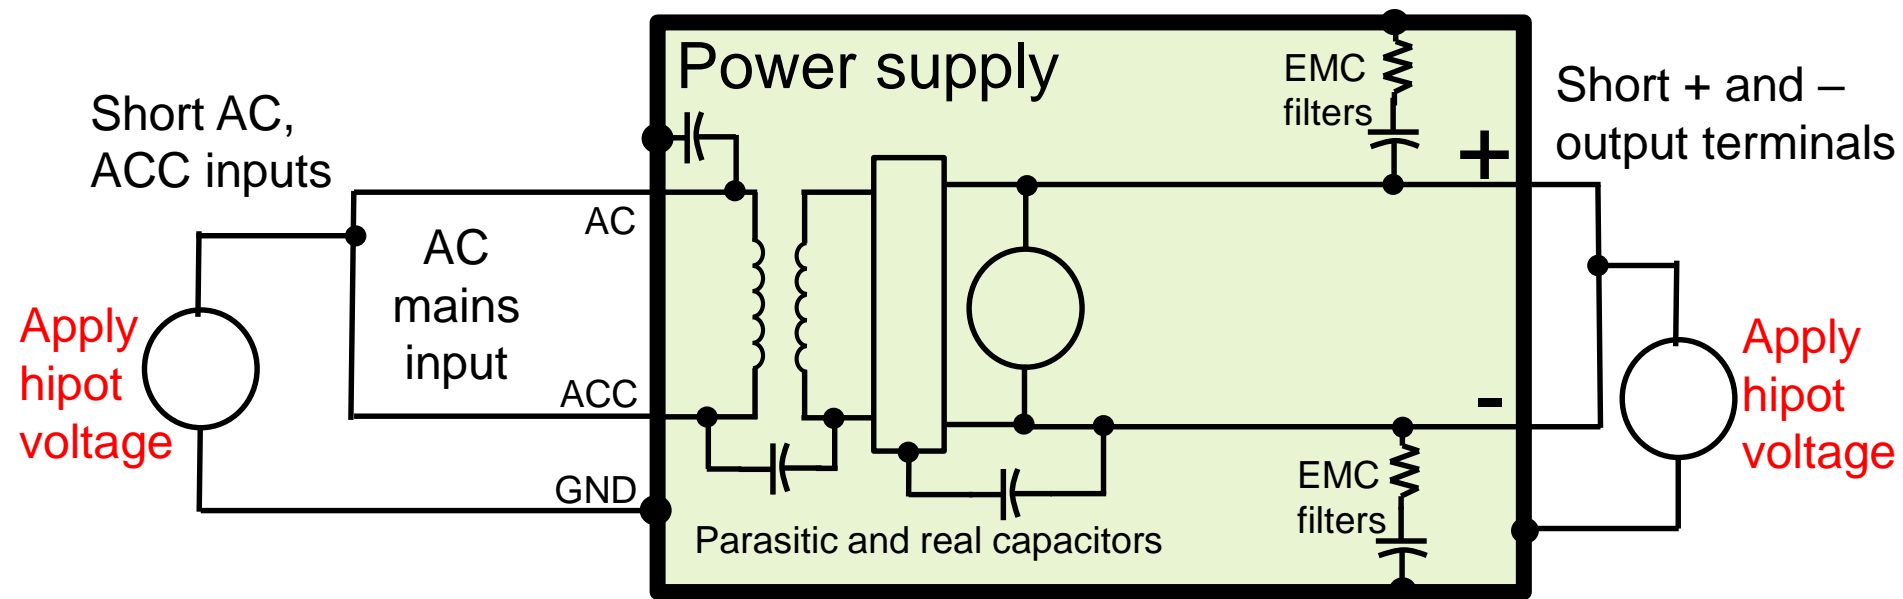 Power supply
Short AC,
ACC inputs
AC
mains
input
Apply
hipot
voltage
AC
ACC
GND
EMC
filters
+
-
EMC
filters
Parasitic and real capacitors
Short + and –
output terminals
Apply
hipot
voltage